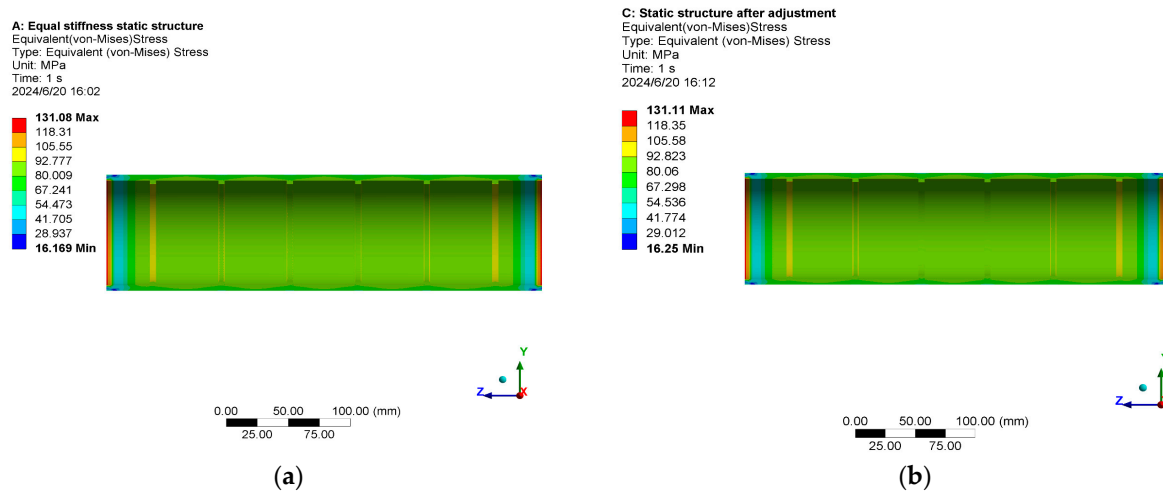 A: Equal stiffness static structure
Equivalent(von-Mises)Stress
Type: Equivalent (von-Mises) Stress
Unit: MPa
Time: 1 s
2024/6/20 16:02
131.08 Max
118.31
105.55
92.777
80.009
67.241
54.473
41.705
28.937
16.169 Min
Y
Z
X
0.00 50.00 100.00 (mm)
25.00 75.00
(a)
C: Static structure after adjustment
Equivalent(von-Mises)Stress
Type: Equivalent (von-Mises) Stress
Unit: MPa
Time: 1 s
2024/6/20 16:12
131.11 Max
118.35
105.58
92.823
80.06
67.298
54.536
41.774
29.012
16.25 Min
Z
0.00 50.00 100.00 (mm)
25.00 75.00
(b)